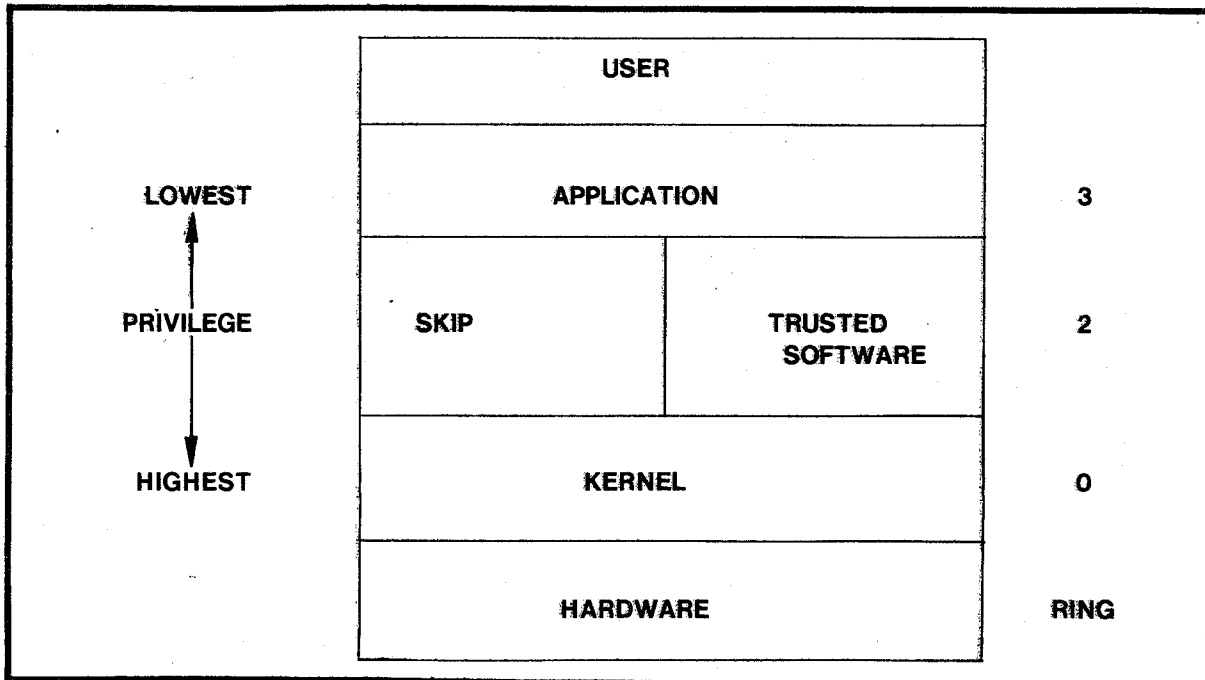 USER
LOWEST APPLICATION 3
PRIVILEGE SKIP TRUSTED 2
SOFTWARE
HIGHEST KERNEL 0
HARDWARE RING